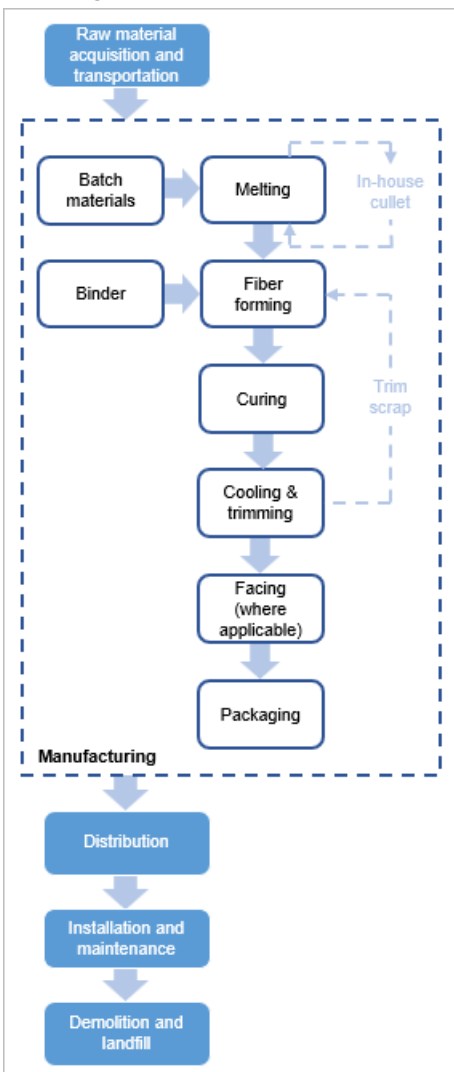 Raw material
acquisition and
transportation
Batch
materials
Melting
In-house
cullet
Binder
Fiber
forming
Curing
Trim
scrap
Cooling &
trimming
Facing
(where
applicable)
Packaging
Manufacturing
Distribution
Installation and
maintenance
Demolition and
landfill